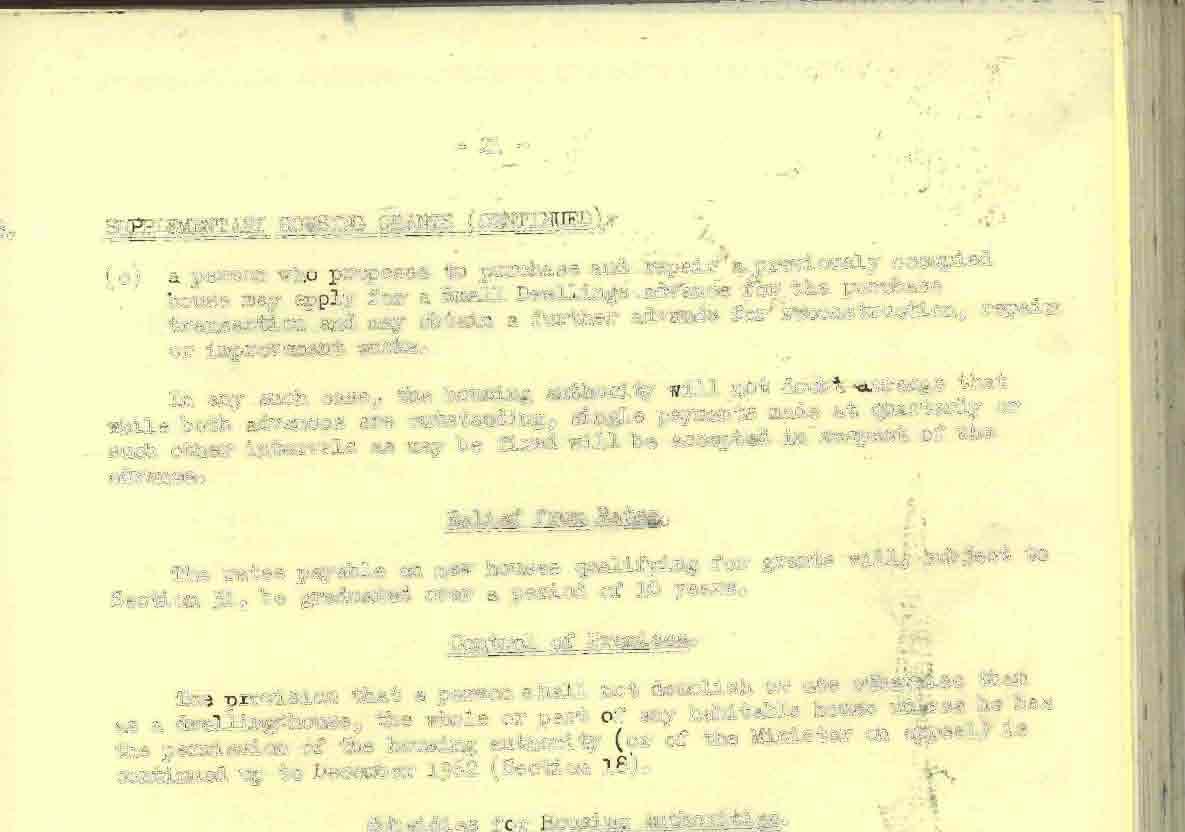 SUPPLEMENTARY HOUSING GRANTS (CONTINUED).
(c) a person who proposes to purchase and repair a previously occupied
house may apply for a Small Dwellings advance for the purchase
transaction and may obtain a further advance for reconstruction, repair
or improvement works.
In any such case, the housing authority will not doubt arrange that
while both advances are outstanding, single payments made at quarterly or
such other intervals as may be fixed will be accepted in respect of the
advance.
Relief from Rates.
The rates payable on new houses qualifying for grants will, subject to
Section 31, be graduated over a period of 10 years.
Control of Premises.
The provision that a person shall not demolish or use otherwise than
as a dwellinghouse, the whole or part of any habitable house unless he has
the permission of the housing authority (or of the Minister on appeal) is
continued up to December 1962 (Section 18).
Subsidies for Housing Authorities.